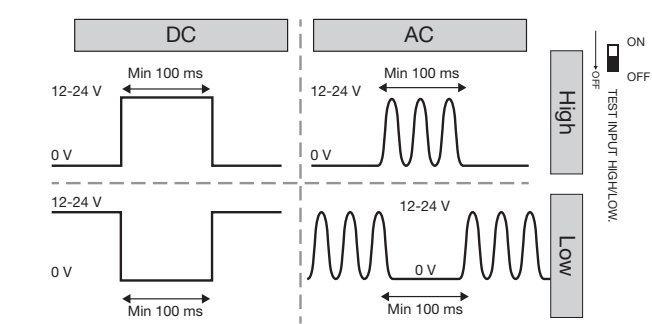 DC
AC
ON
OFF
OFF
TEST INPUT HIGH/LOW.
High
Min 100 ms
12-24 V
0 V
Min 100 ms
12-24 V
0 V
12-24 V
0 V
Min 100 ms
12-24 V
0 V
Min 100 ms
Low